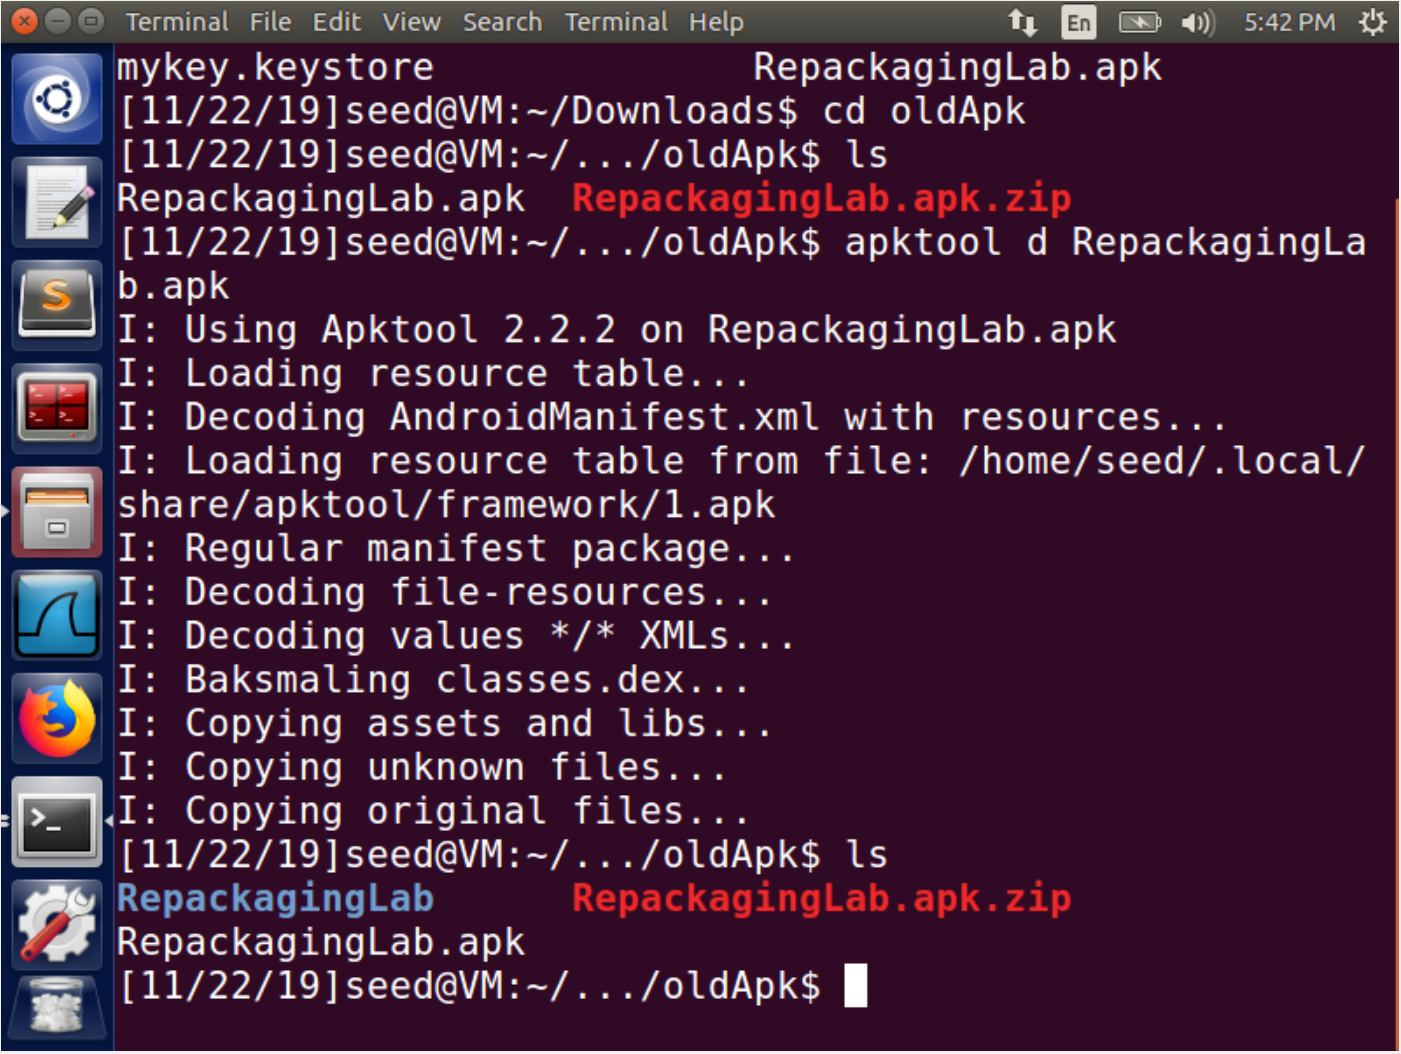 Terminal File Edit View Search Terminal Help En 5:42 PM
mykey.keystore RepackagingLab.apk
[11/22/19]seed@VM:~/Downloads$ cd oldApk
[11/22/19]seed@VM:~/.../oldApk$ ls
RepackagingLab.apk RepackagingLab.apk.zip
[11/22/19]seed@VM:~/.../oldApk$ apktool d RepackagingLa
b.apk
I: Using Apktool 2.2.2 on RepackagingLab.apk
I: Loading resource table...
I: Decoding AndroidManifest.xml with resources...
I: Loading resource table from file: /home/seed/.local/
share/apktool/framework/1.apk
I: Regular manifest package...
I: Decoding file-resources...
I: Decoding values */* XMLs...
I: Baksmaling classes.dex...
I: Copying assets and libs...
I: Copying unknown files...
I: Copying original files...
[11/22/19]seed@VM:~/.../oldApk$ ls
RepackagingLab RepackagingLab.apk.zip
RepackagingLab.apk
[11/22/19]seed@VM:~/.../oldApk$